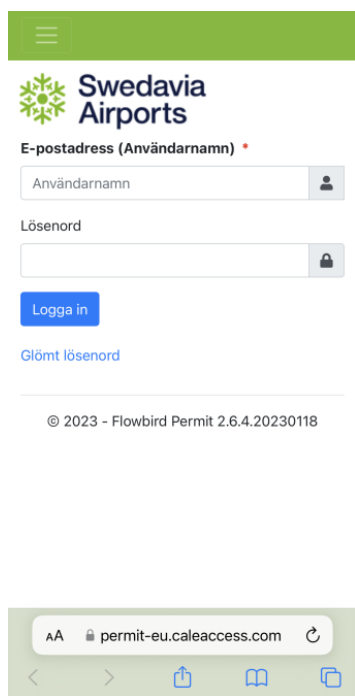 Swedavia
Airports
E-postadress (Användarnamn) *
Användarnamn
Lösenord
Logga in
Glömt lösenord
© 2023 - Flowbird Permit 2.6.4.20230118
AA permit-eu.caleaccess.com